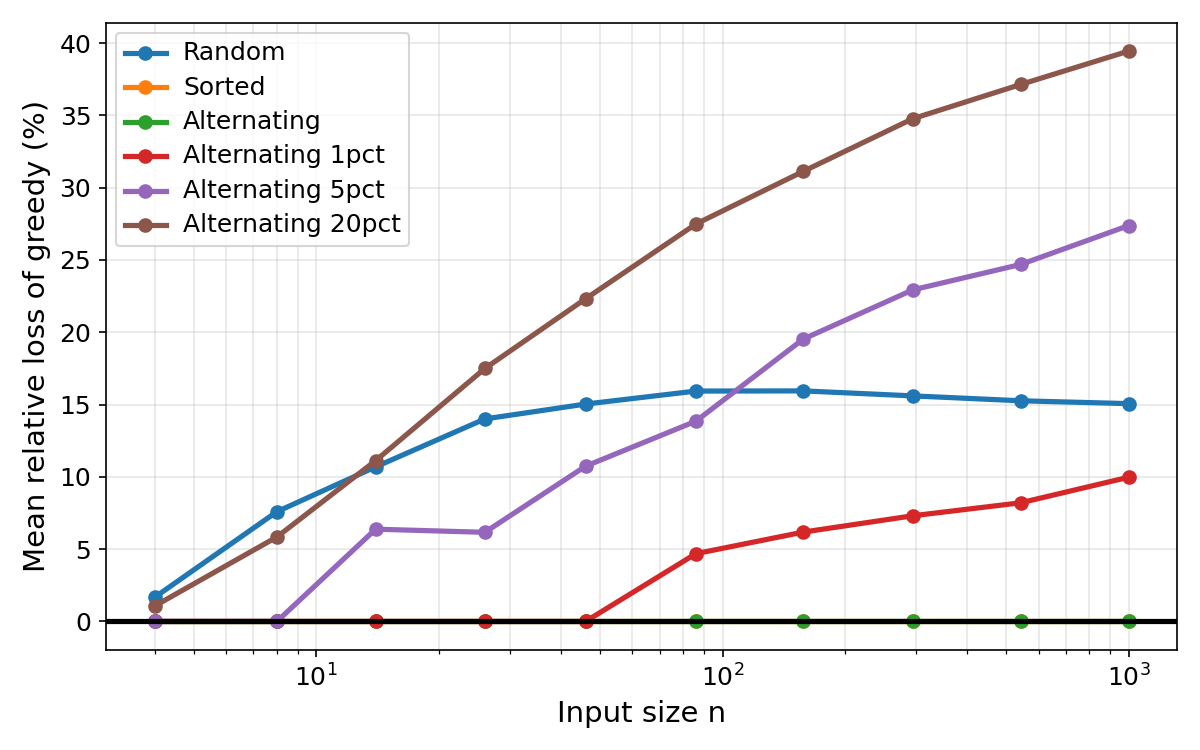 Mean relative loss of greedy (%)
40
35
30
25
20
15
10
5
0
Random
Sorted
Alternating
Alternating 1pct
Alternating 5pct
Alternating 20pct
10¹
10²
10³
Input size n